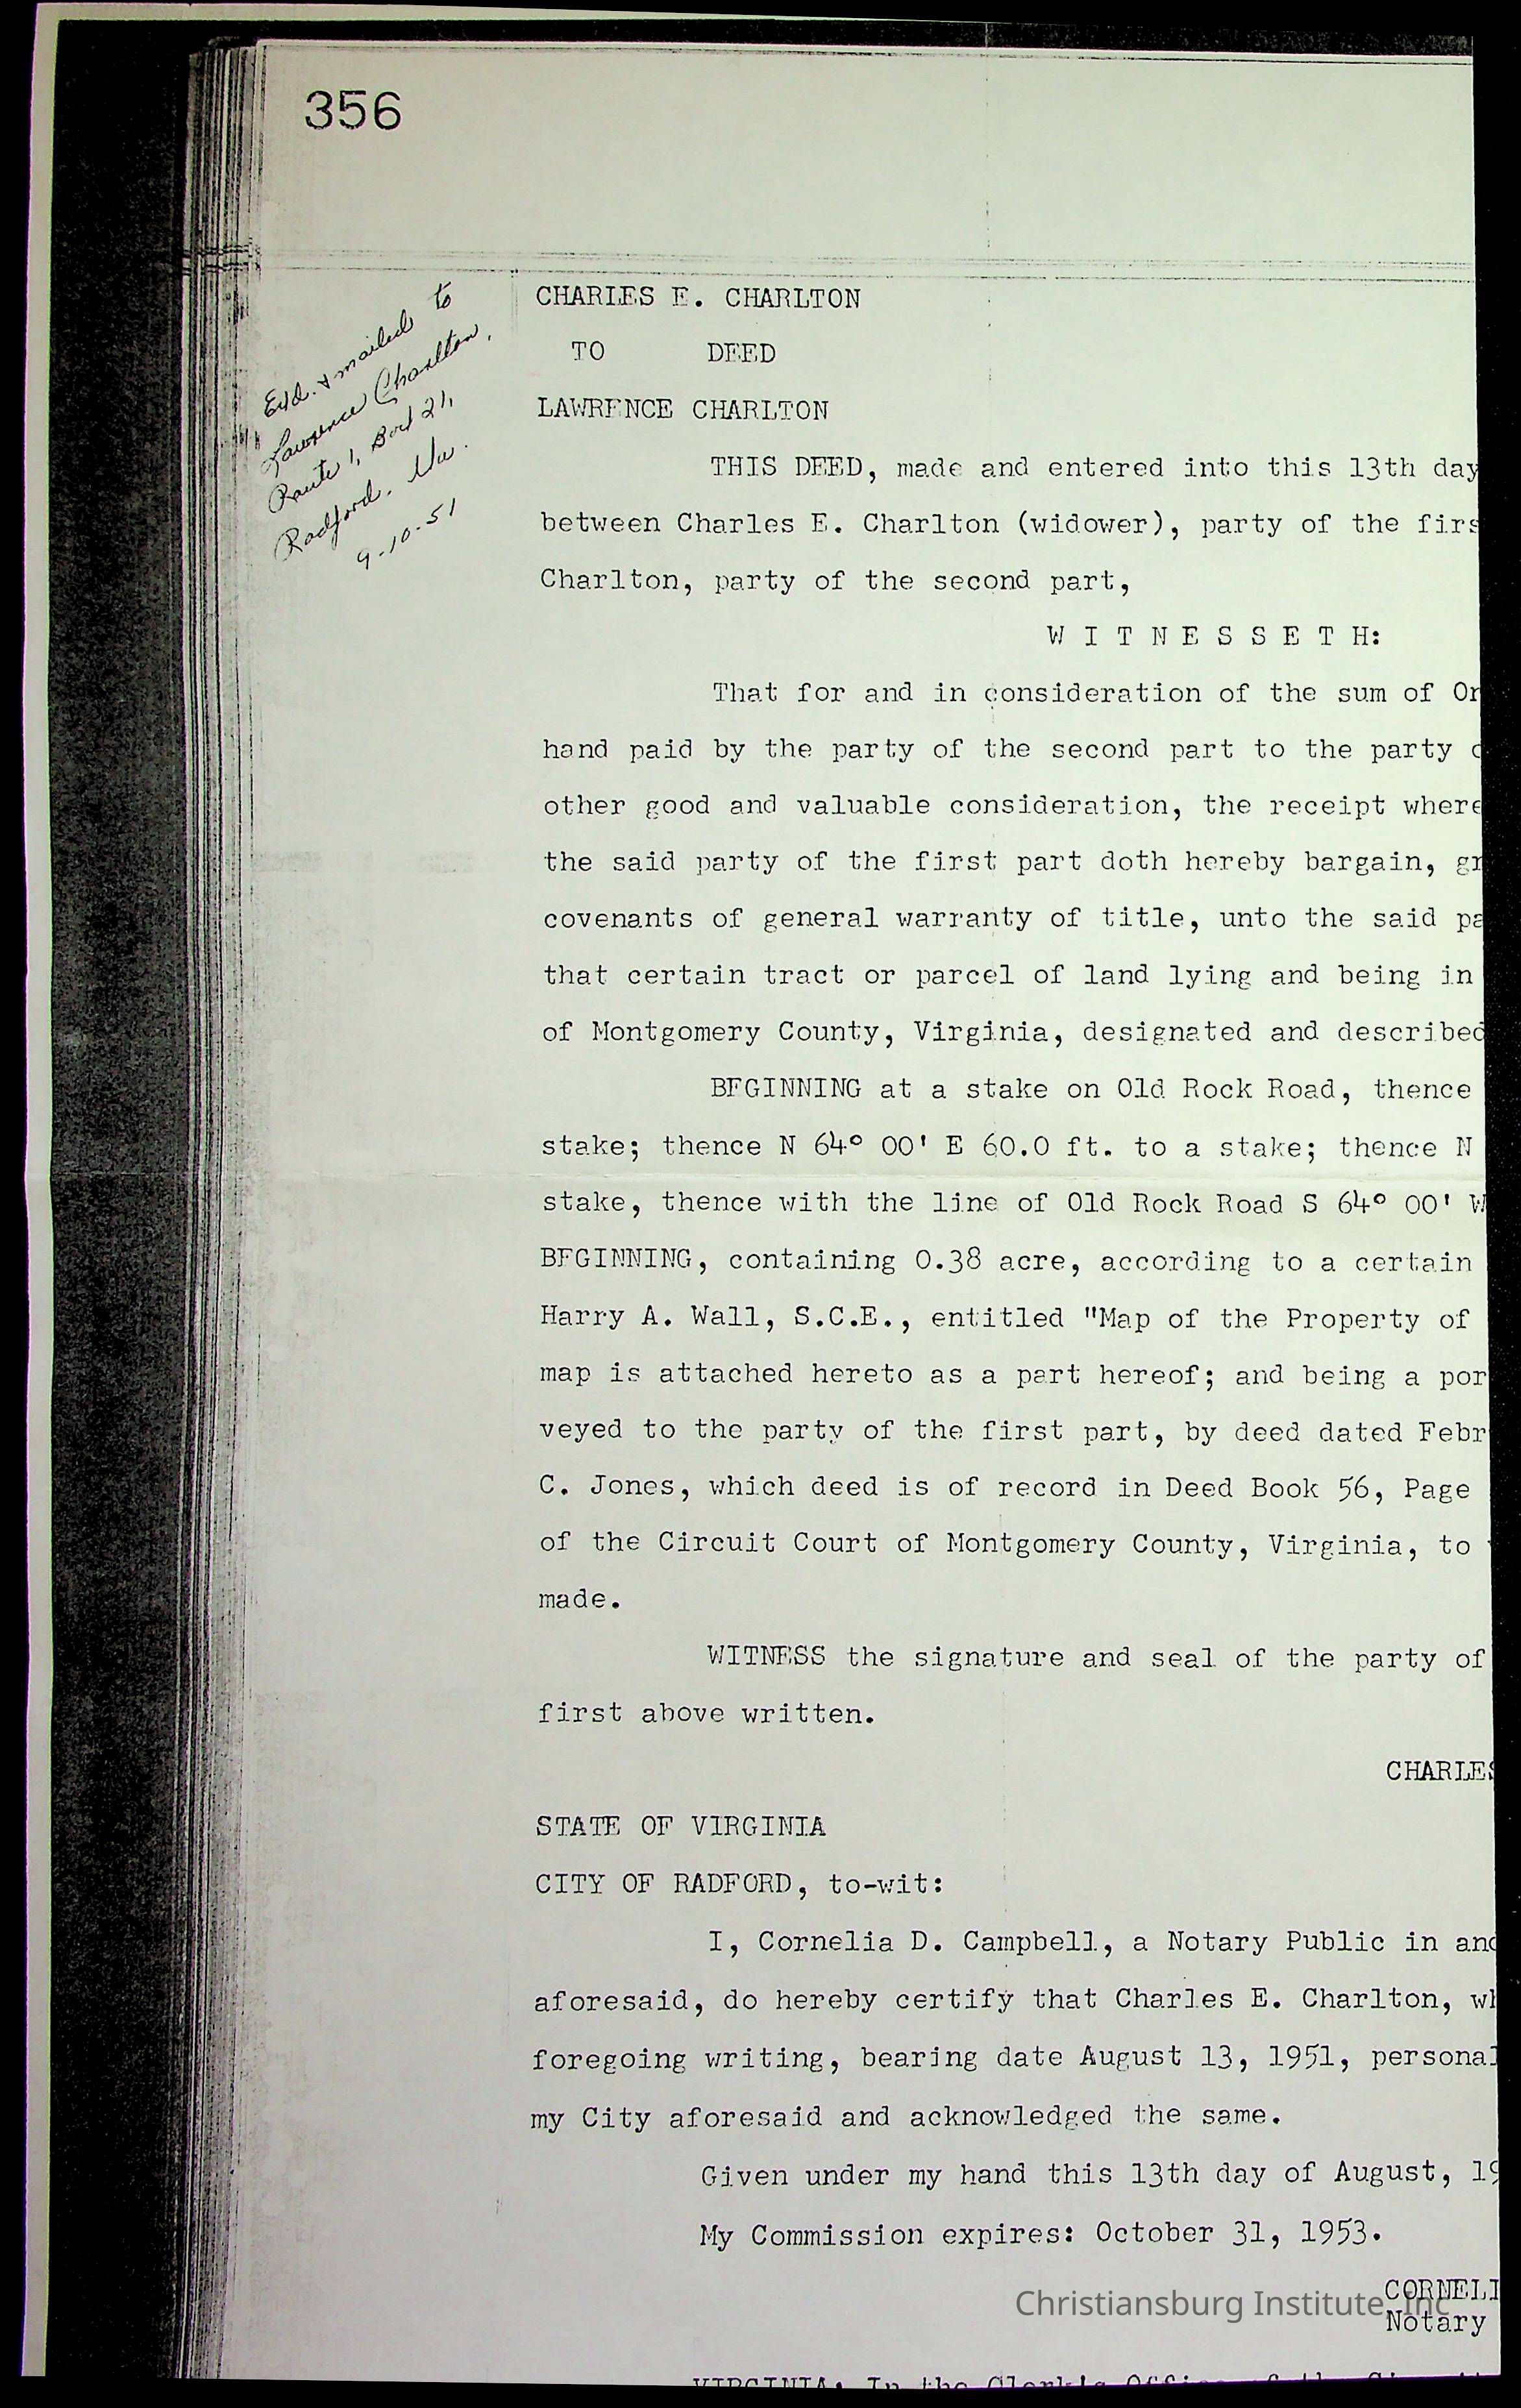 356
Exd. & mailed to
Lawrence Charlton,
Route 1, Box 21,
Radford, Va.
9-10-51
CHARLES E. CHARLTON
TO DEED
LAWRENCE CHARLTON
THIS DEED, made and entered into this 13th day
between Charles E. Charlton (widower), party of the firs
Charlton, party of the second part,
W I T N E S S E T H:
That for and in consideration of the sum of
hand paid by the party of the second part to the party
other good and valuable consideration, the receipt where
the said party of the first part doth hereby bargain, gr
covenants of general warranty of title, unto the said pa
that certain tract or parcel of land lying and being in
of Montgomery County, Virginia, designated and described
BEGINNING at a stake on Old Rock Road, thence
stake; thence N 64° 00' E 60.0 ft. to a stake; thence N
stake, thence with the line of Old Rock Road S 64° 00' W
BEGINNING, containing 0.38 acre, according to a certain
Harry A. Wall, S.C.E., entitled "Map of the Property of
map is attached hereto as a part hereof; and being a por
veyed to the party of the first part, by deed dated Febr
C. Jones, which deed is of record in Deed Book 56, Page
of the Circuit Court of Montgomery County, Virginia, to
made.
WITNESS the signature and seal of the party of
first above written.
CHARLES
STATE OF VIRGINIA
CITY OF RADFORD, to-wit:
I, Cornelia D. Campbell, a Notary Public in and
aforesaid, do hereby certify that Charles E. Charlton, wh
foregoing writing, bearing date August 13, 1951, personal
my City aforesaid and acknowledged the same.
Given under my hand this 13th day of August, 19
My Commission expires: October 31, 1953.
CORNELI
Christiansburg Institute, Inc
Notary
VIRGINIA: In the Clerk's Office of the